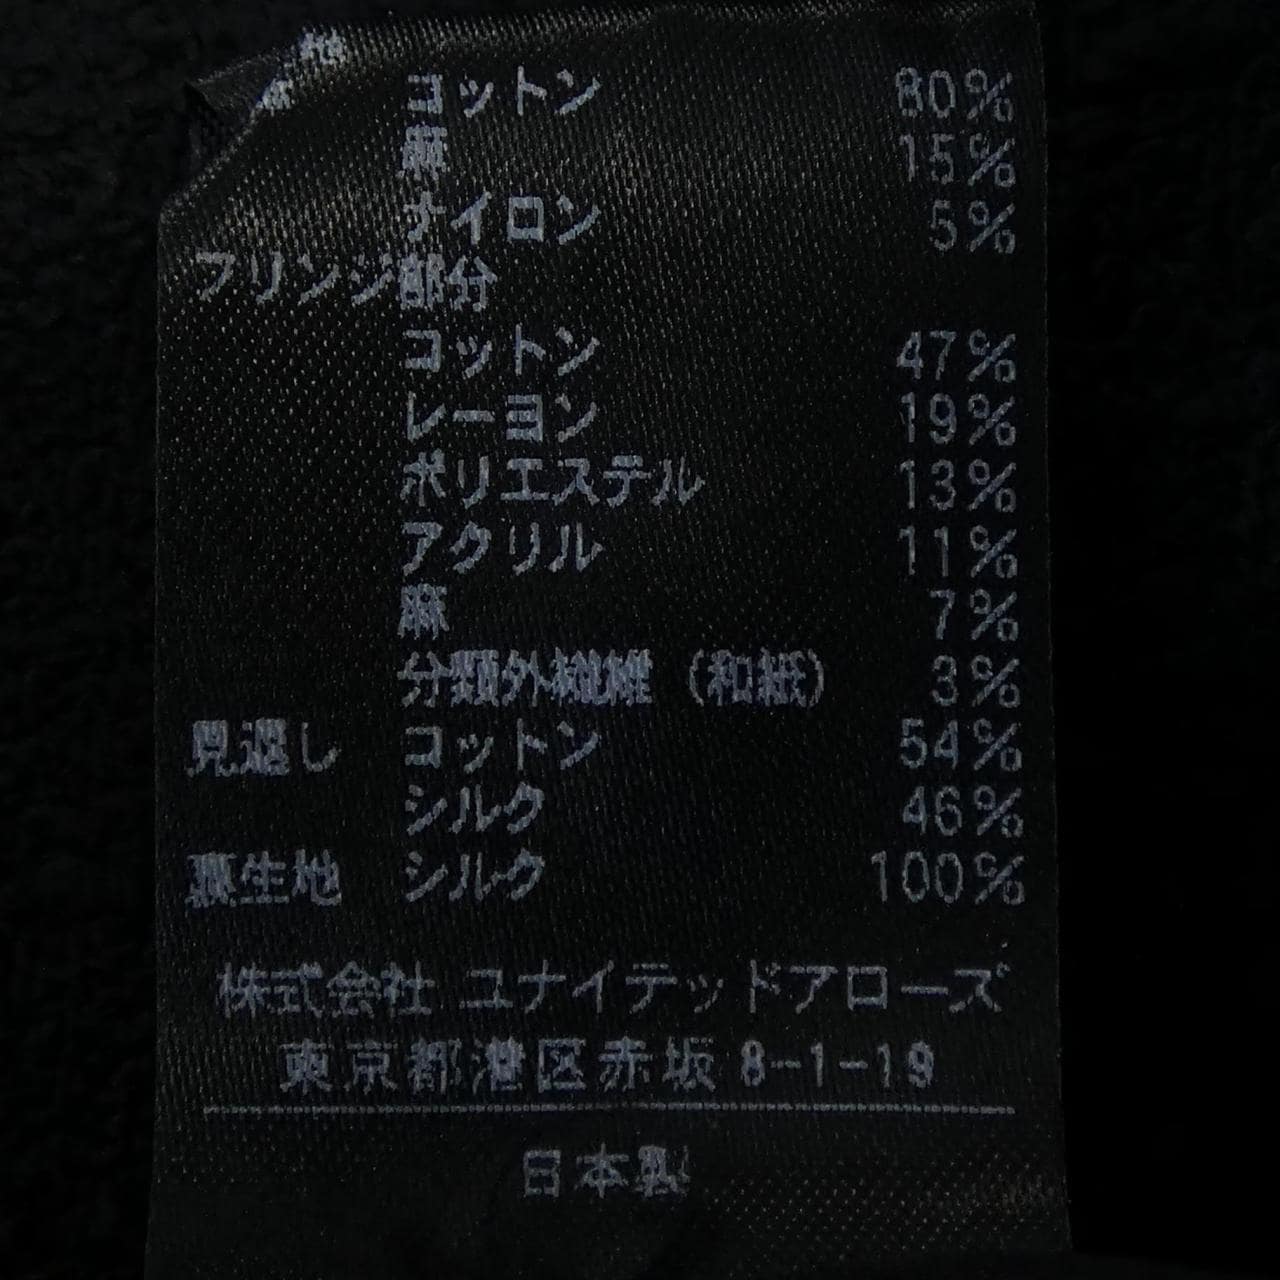 地
コットン 80%
麻 15%
ナイロン 5%
フリンジ部分
コットン 47%
レーヨン 19%
ポリエステル 13%
アクリル 11%
麻 7%
分類外繊維（和紙） 3%
見返し コットン 54%
シルク 46%
裏生地 シルク 100%
株式会社 ユナイテッドアローズ
東京都港区赤坂8-1-19
日本製